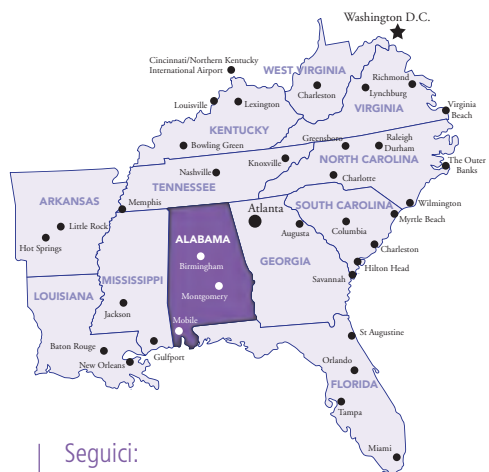 Washington D.C.
Cincinnati/Northern Kentucky
International Airport
WEST VIRGINIA
Charleston
Richmond
Lynchburg
VIRGINIA
Virginia
Beach
Louisville
Lexington
KENTUCKY
Bowling Green
Greensboro
Raleigh
Durham
Knoxville
NORTH CAROLINA
The Outer
Banks
Nashville
TENNESSEE
Charlotte
ARKANSAS
Memphis
Little Rock
Hot Springs
Atlanta
SOUTH CAROLINA
Wilmington
Myrtle Beach
ALABAMA
Augusta
Columbia
Birmingham
GEORGIA
Charleston
Hilton Head
MISSISSIPPI
Savannah
LOUISIANA
Montgomery
Jackson
Mobile
Baton Rouge
Gulfport
New Orleans
St Augustine
Orlando
FLORIDA
Tampa
Miami
Seguici: